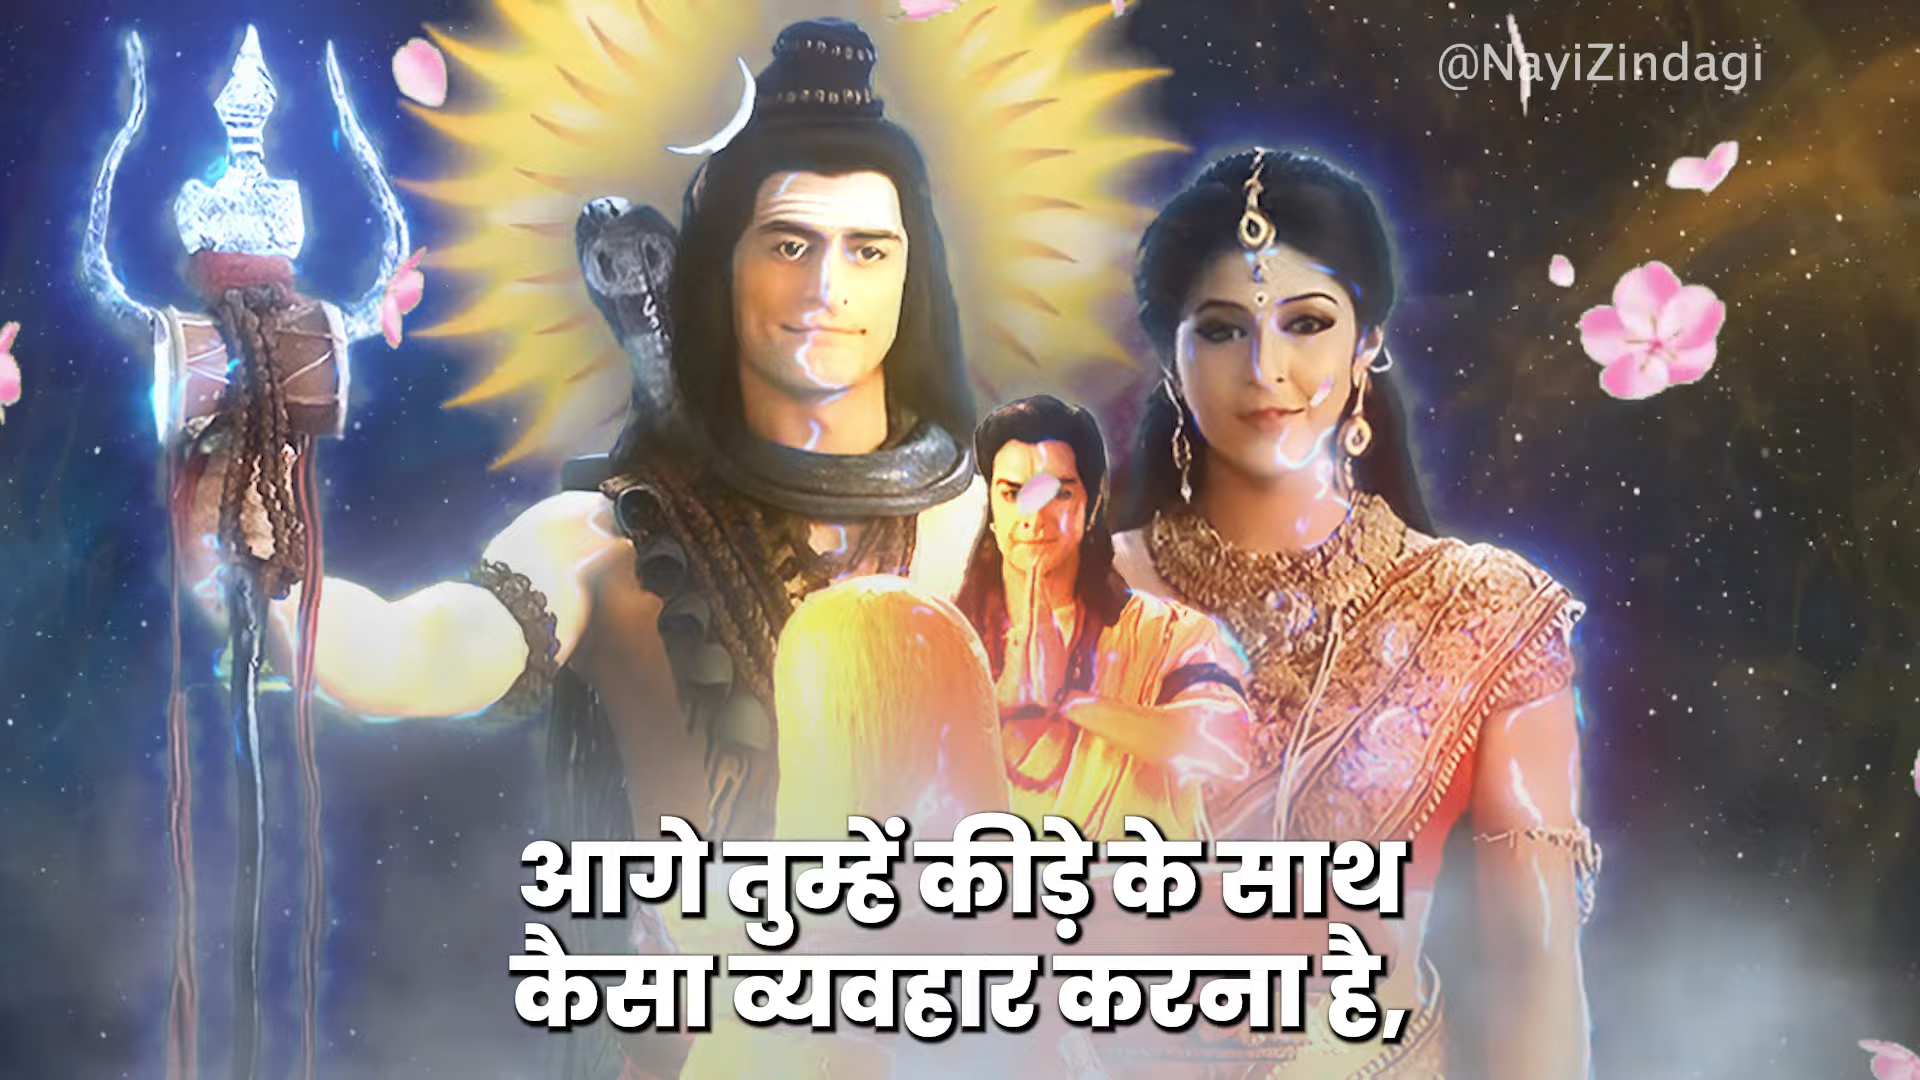 @NayiZindagi
आगे तुम्हें कीड़े के साथ
कैसा व्यवहार करना है,